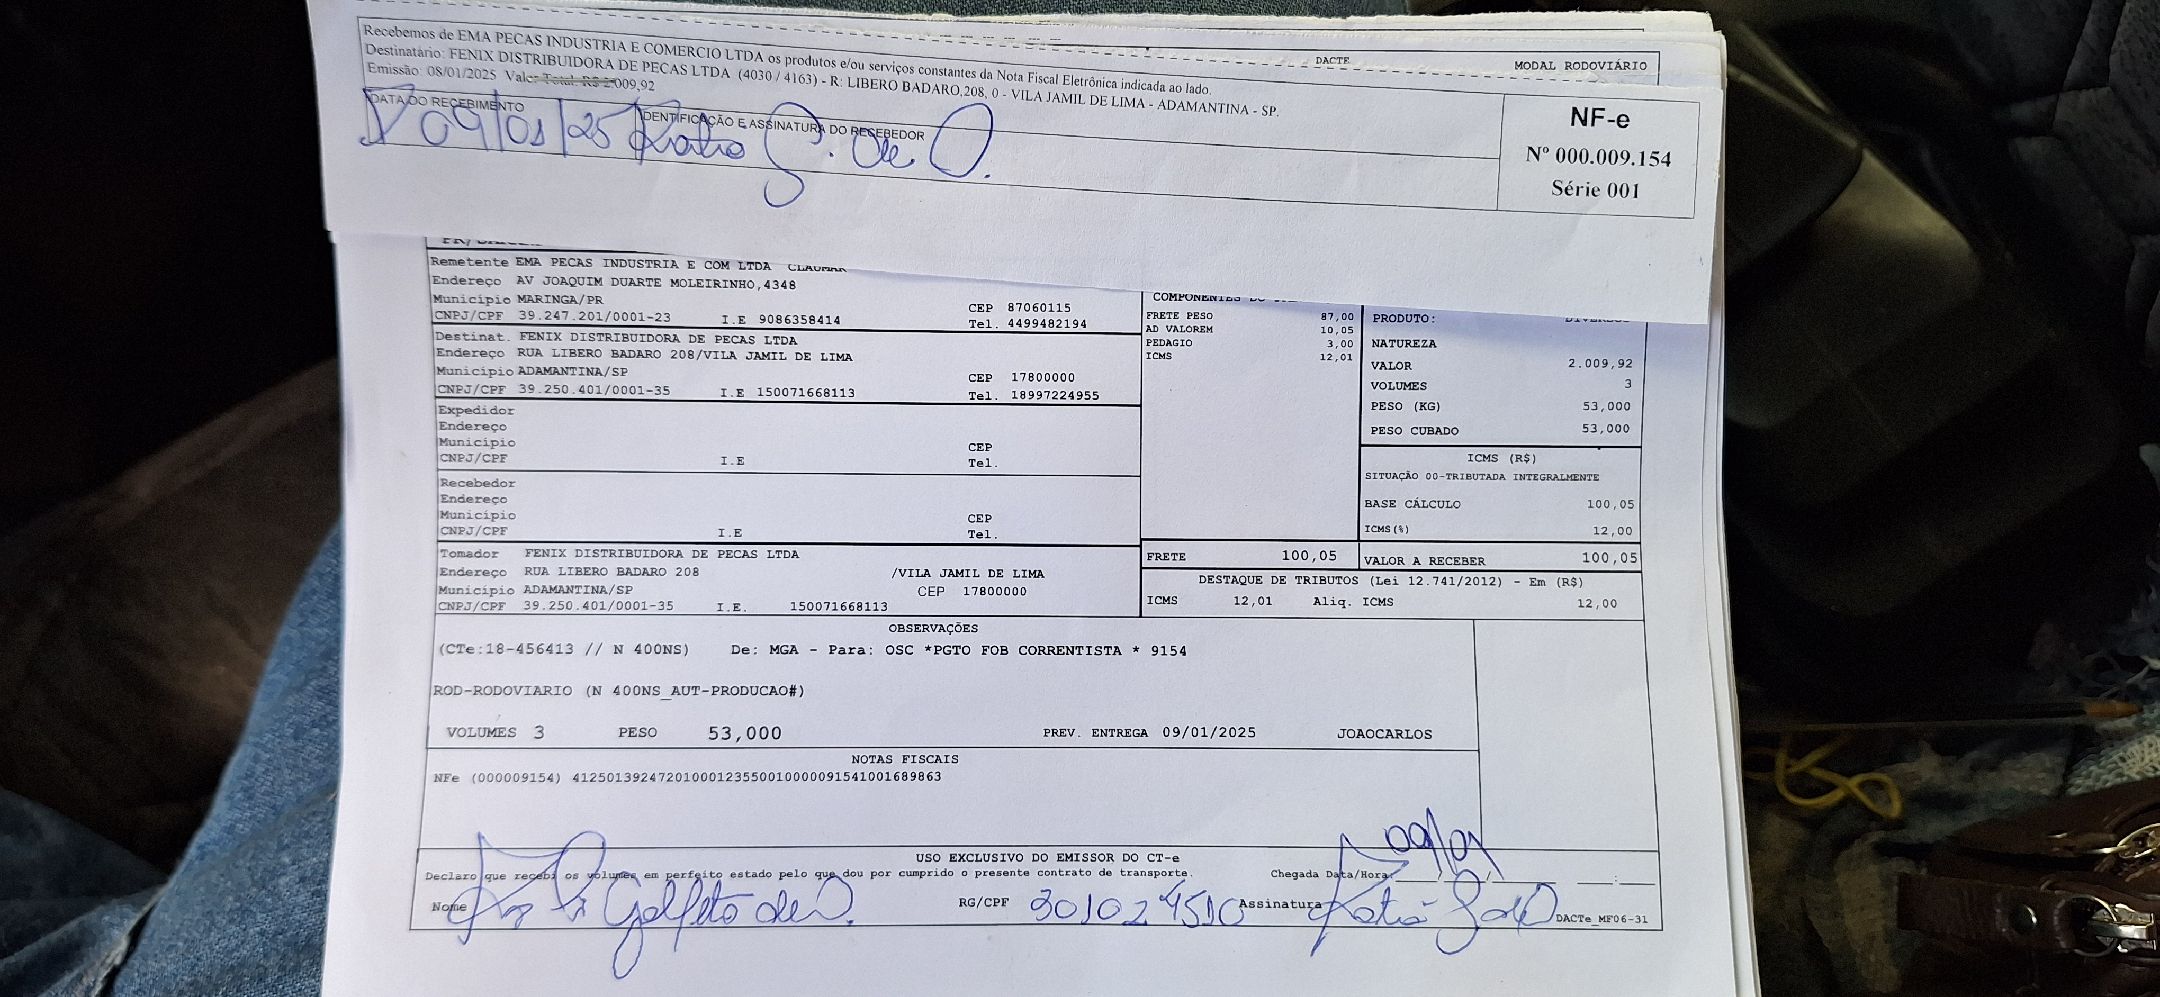 DACTE
MODAL RODOVIÁRIO
Recebemos de EMA PECAS INDUSTRIA E COMERCIO LTDA os produtos e/ou serviços constantes da Nota Fiscal Eletrônica indicada ao lado.
Destinatário: FENIX DISTRIBUIDORA DE PECAS LTDA (4030 / 4163) - R: LIBERO BADARO,208, 0 - VILA JAMIL DE LIMA - ADAMANTINA - SP.
Emissão: 08/01/2025 Valor Total: R$ 2.009,92
DATA DO RECEBIMENTO
IDENTIFICAÇÃO E ASSINATURA DO RECEBEDOR
09/01/25
NF-e
Nº 000.009.154
Série 001
Remetente EMA PECAS INDUSTRIA E COM LTDA CLAUMAR
Endereço AV JOAQUIM DUARTE MOLEIRINHO,4348
Município MARINGA/PR
CEP 87060115
CNPJ/CPF 39.247.201/0001-23 I.E 9086358414 Tel. 4499482194
Destinat. FENIX DISTRIBUIDORA DE PECAS LTDA
Endereço RUA LIBERO BADARO 208/VILA JAMIL DE LIMA
Município ADAMANTINA/SP
CEP 17800000
CNPJ/CPF 39.250.401/0001-35 I.E 150071668113 Tel. 18997224955
Expedidor
Endereço
Município CEP
CNPJ/CPF I.E Tel.
Recebedor
Endereço
Município CEP
CNPJ/CPF I.E Tel.
Tomador FENIX DISTRIBUIDORA DE PECAS LTDA
Endereço RUA LIBERO BADARO 208 /VILA JAMIL DE LIMA
Município ADAMANTINA/SP CEP 17800000
CNPJ/CPF 39.250.401/0001-35 I.E. 150071668113
COMPONENTES
FRETE PESO 87,00
AD VALOREM 10,05
PEDAGIO 3,00
ICMS 12,01
PRODUTO: DIVERSOS
NATUREZA
VALOR 2.009,92
VOLUMES 3
PESO (KG) 53,000
PESO CUBADO 53,000
ICMS (R$)
SITUAÇÃO 00-TRIBUTADA INTEGRALMENTE
BASE CÁLCULO 100,05
ICMS(%) 12,00
FRETE 100,05
VALOR A RECEBER 100,05
DESTAQUE DE TRIBUTOS (Lei 12.741/2012) - Em (R$)
ICMS 12,01 Aliq. ICMS 12,00
OBSERVAÇÕES
(CTe:18-456413 // N 400NS) De: MGA - Para: OSC *PGTO FOB CORRENTISTA * 9154
ROD-RODOVIARIO (N 400NS_AUT-PRODUCAO#)
VOLUMES 3 PESO 53,000 PREV. ENTREGA 09/01/2025 JOAOCARLOS
NOTAS FISCAIS
NFe (000009154) 41250139247201000123550010000091541001689863
USO EXCLUSIVO DO EMISSOR DO CT-e
Declaro que recebi os volumes em perfeito estado pelo que dou por cumprido o presente contrato de transporte.
Chegada Data/Hora: 09/01
Nome
RG/CPF 301024510
Assinatura
DACTe_MF06-31